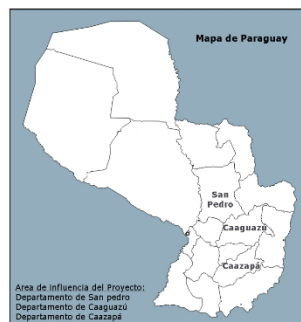 Mapa de Paraguay
San
Pedro
Caaguazú
Caazapá
Area de Influencia del Proyecto:
Departamento de San pedro
Departamento de Caaguazú
Departamento de Caazapá